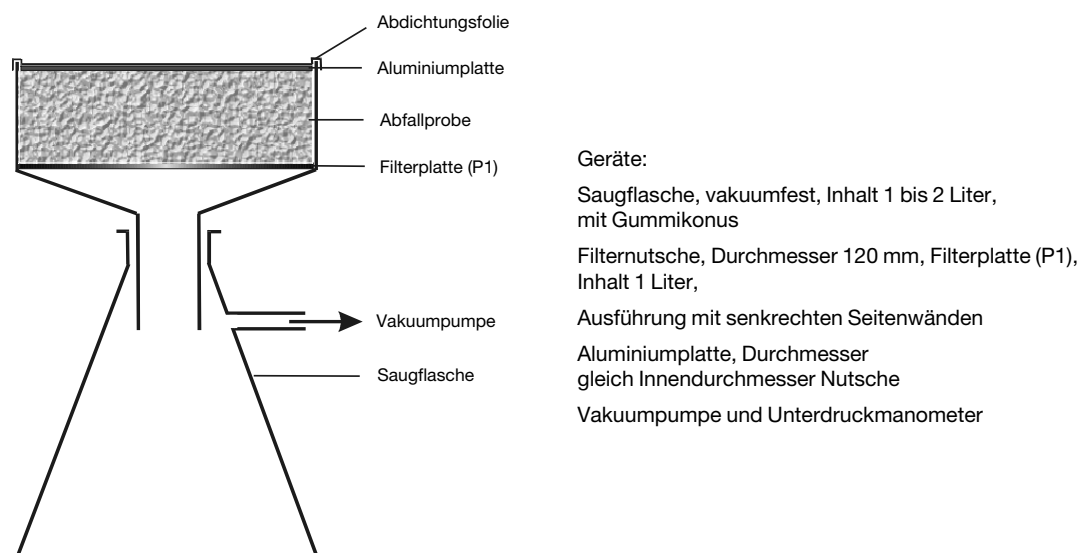 Abdichtungsfolie
Aluminiumplatte
Abfallprobe
Filterplatte (P1)
Vakuumpumpe
Saugflasche
Geräte:
Saugflasche, vakuumfest, Inhalt 1 bis 2 Liter,
mit Gummikonus
Filternutsche, Durchmesser 120 mm, Filterplatte (P1),
Inhalt 1 Liter,
Ausführung mit senkrechten Seitenwänden
Aluminiumplatte, Durchmesser
gleich Innendurchmesser Nutsche
Vakuumpumpe und Unterdruckmanometer